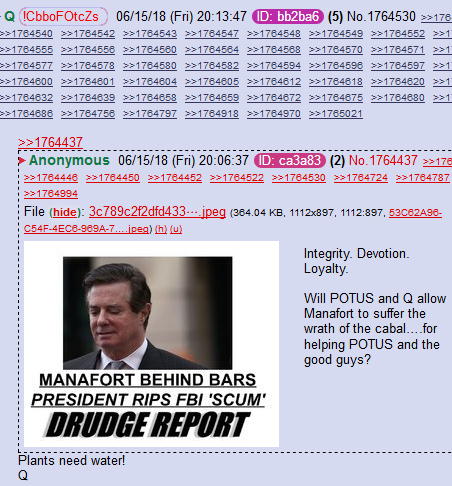 Q !CbboFOtcZs 06/15/18 (Fri) 20:13:47 ID: bb2ba6 (5) No.1764530 >>176
>>1764540 >>1764542 >>1764543 >>1764547 >>1764548 >>1764549 >>1764552 >>
>>1764555 >>1764556 >>1764560 >>1764564 >>1764568 >>1764570 >>1764571 >>
>>1764577 >>1764578 >>1764580 >>1764582 >>1764594 >>1764596 >>1764597 >>
>>1764600 >>1764601 >>1764604 >>1764605 >>1764612 >>1764618 >>1764620 >>
>>1764632 >>1764639 >>1764658 >>1764659 >>1764672 >>1764675 >>1764680 >>
>>1764686 >>1764756 >>1764797 >>1764918 >>1764970 >>1765021
>>1764437
Anonymous 06/15/18 (Fri) 20:06:37 ID: ca3a83 (2) No.1764437 >>176
>>1764446 >>1764450 >>1764452 >>1764522 >>1764530 >>1764724 >>1764787
>>1764994
File (hide): 3c789c2f2dfd433⋯.jpeg (364.04 KB, 1112x897, 1112:897, 53C62A96-
C54F-4EC6-969A-7….jpeg) (h) (u)
Integrity. Devotion.
Loyalty.
Will POTUS and Q allow
Manafort to suffer the
wrath of the cabal….for
helping POTUS and the
good guys?
MANAFORT BEHIND BARS
PRESIDENT RIPS FBI 'SCUM'
DRUDGE REPORT
Plants need water!
Q